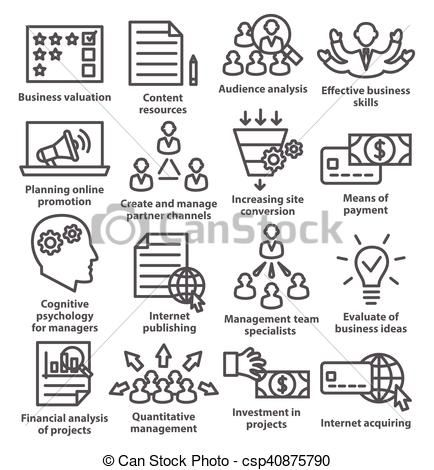 Business valuation
Content
resources
Audience analysis
Effective business
skills
Planning online
promotion
Create and manage
partner channels
Increasing site
conversion
Means of
payment
Cognitive
psychology
for managers
Internet
publishing
Management team
specialists
Evaluate of
business ideas
Financial analysis
of projects
Quantitative
management
Investment in
projects
Internet acquiring
$
$
© Can Stock Photo
© Can Stock Photo - csp40875790